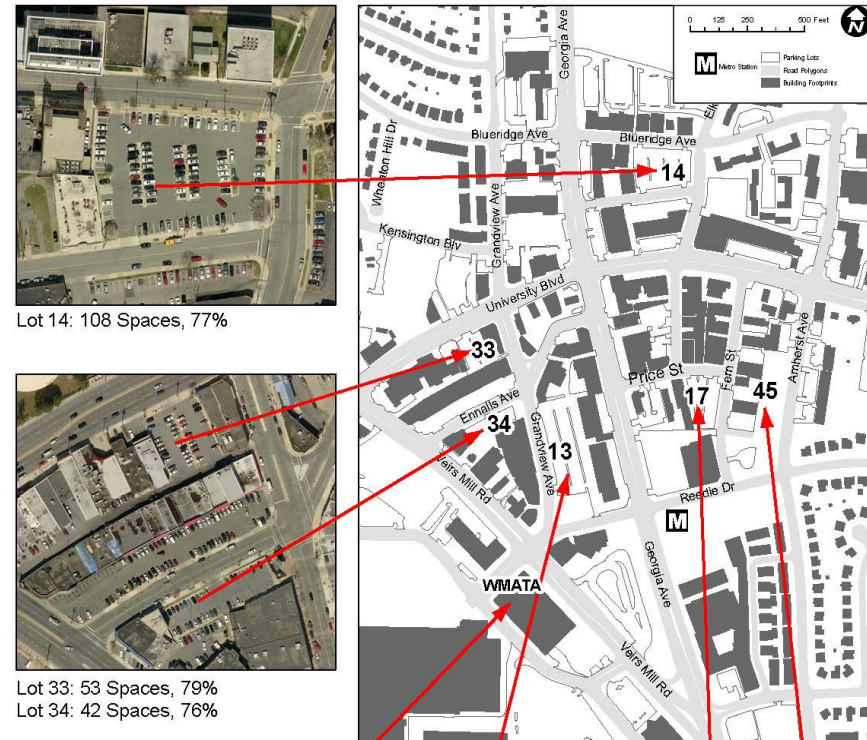 0 125 250 500 Feet
N
M Metro Station
Parking Lots
Road Polygons
Building Footprints
Georgia Ave
Elk
Blueridge Ave
Blueridge Ave
Wheaton Hill Dr
Grandview Ave
14
Kensington Blv
University Blvd
Lot 14: 108 Spaces, 77%
33
Price St
Fern St
Amherst Ave
17
45
Ennalls Ave
34
13
Grandview Ave
Veirs Mill Rd
Reedie Dr
M
Georgia Ave
WMATA
Veirs Mill Rd
Lot 33: 53 Spaces, 79%
Lot 34: 42 Spaces, 76%